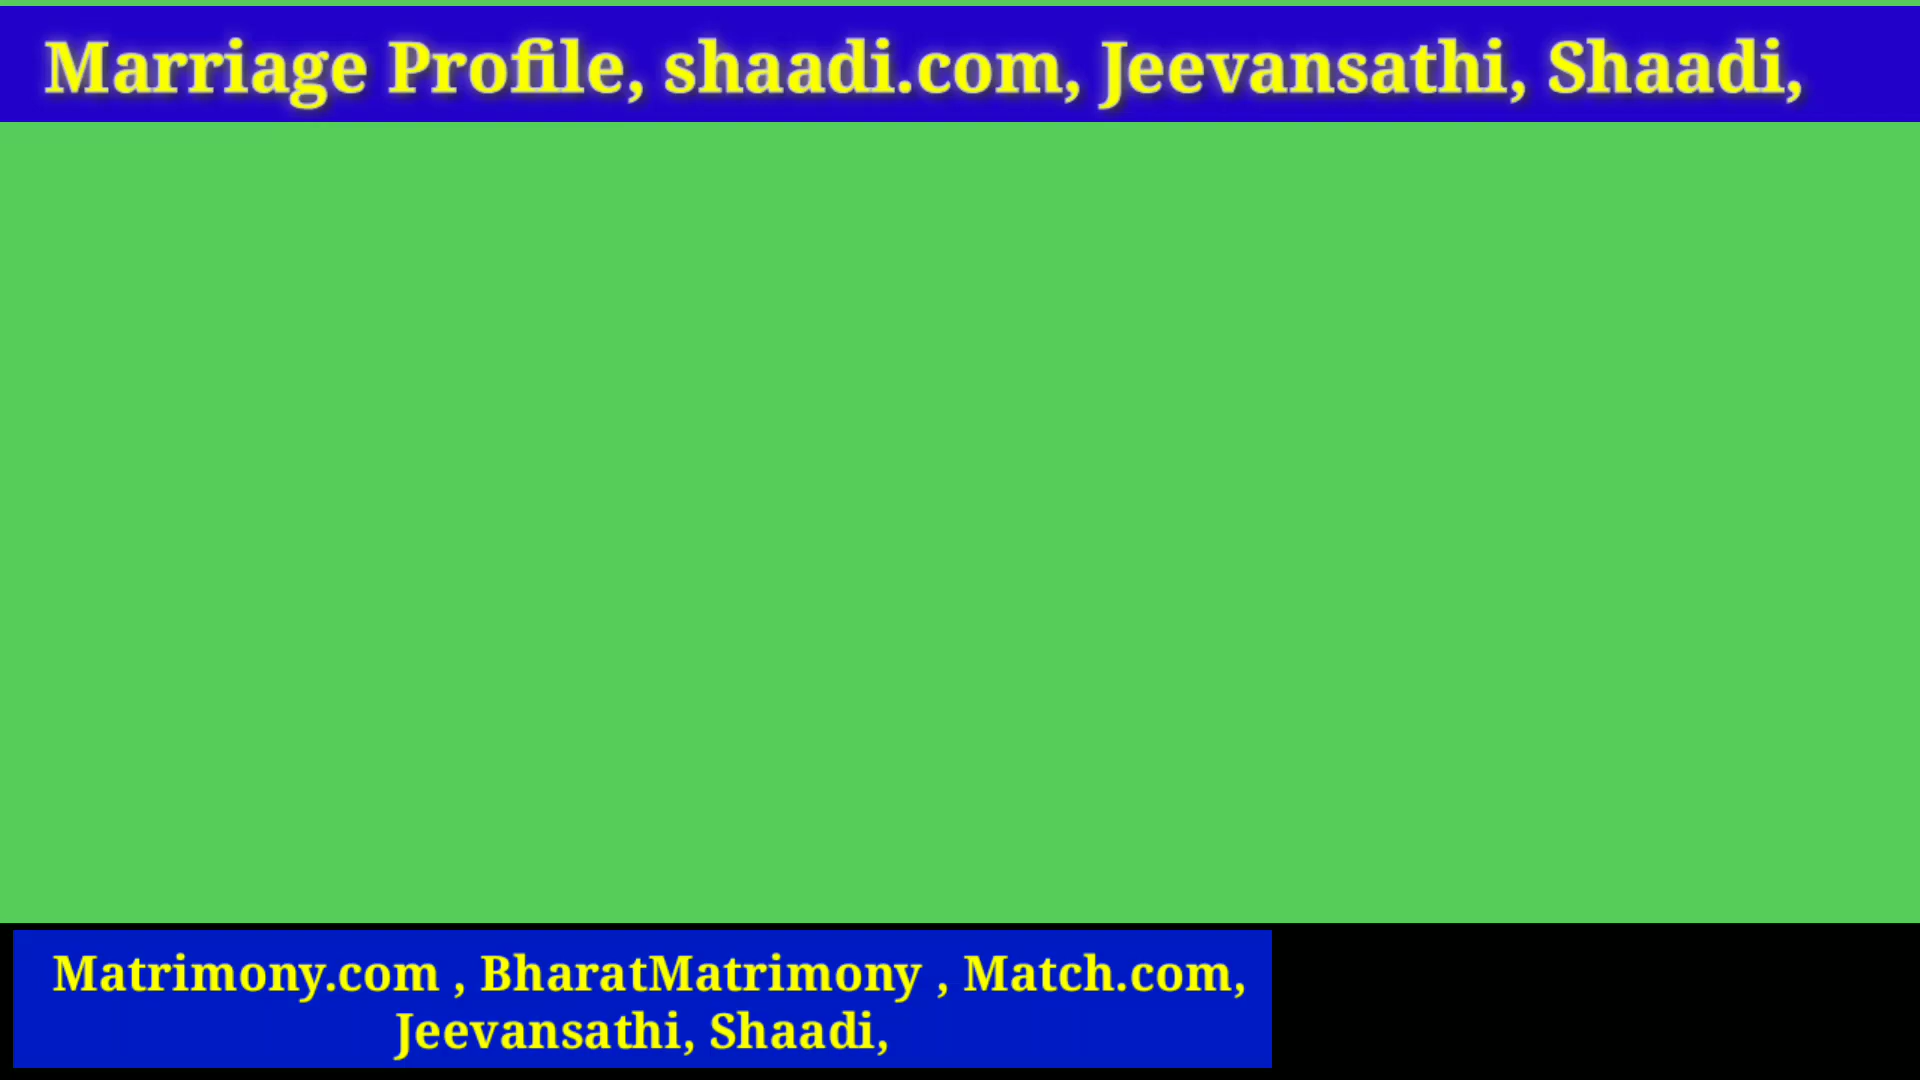 Marriage Profile, shaadi.com, Jeevansathi, Shaadi,
Matrimony.com , BharatMatrimony , Match.com,
Jeevansathi, Shaadi,